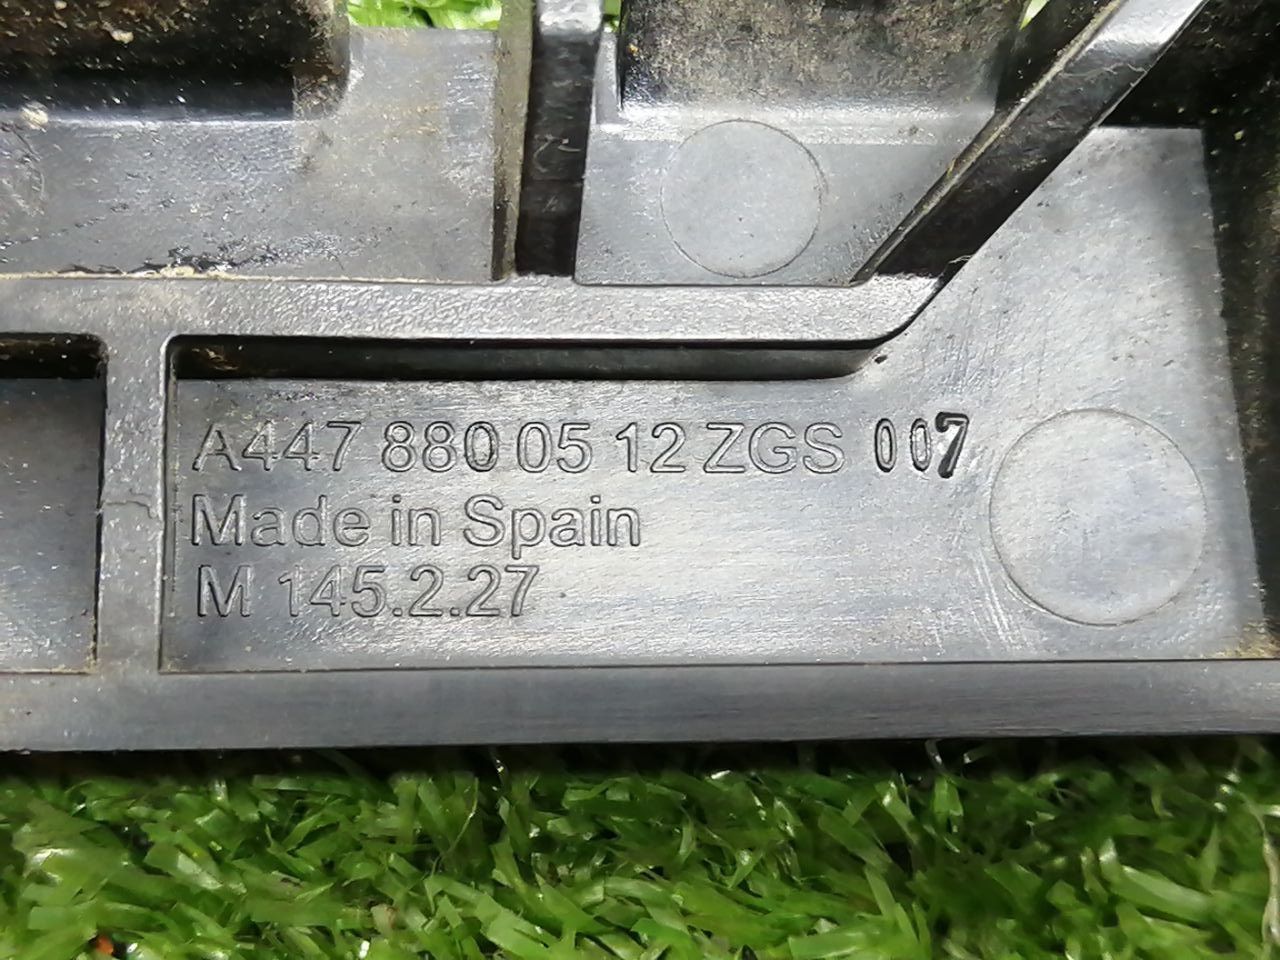 A447 880 05 12 ZGS 007
Made in Spain
M 145.2.27